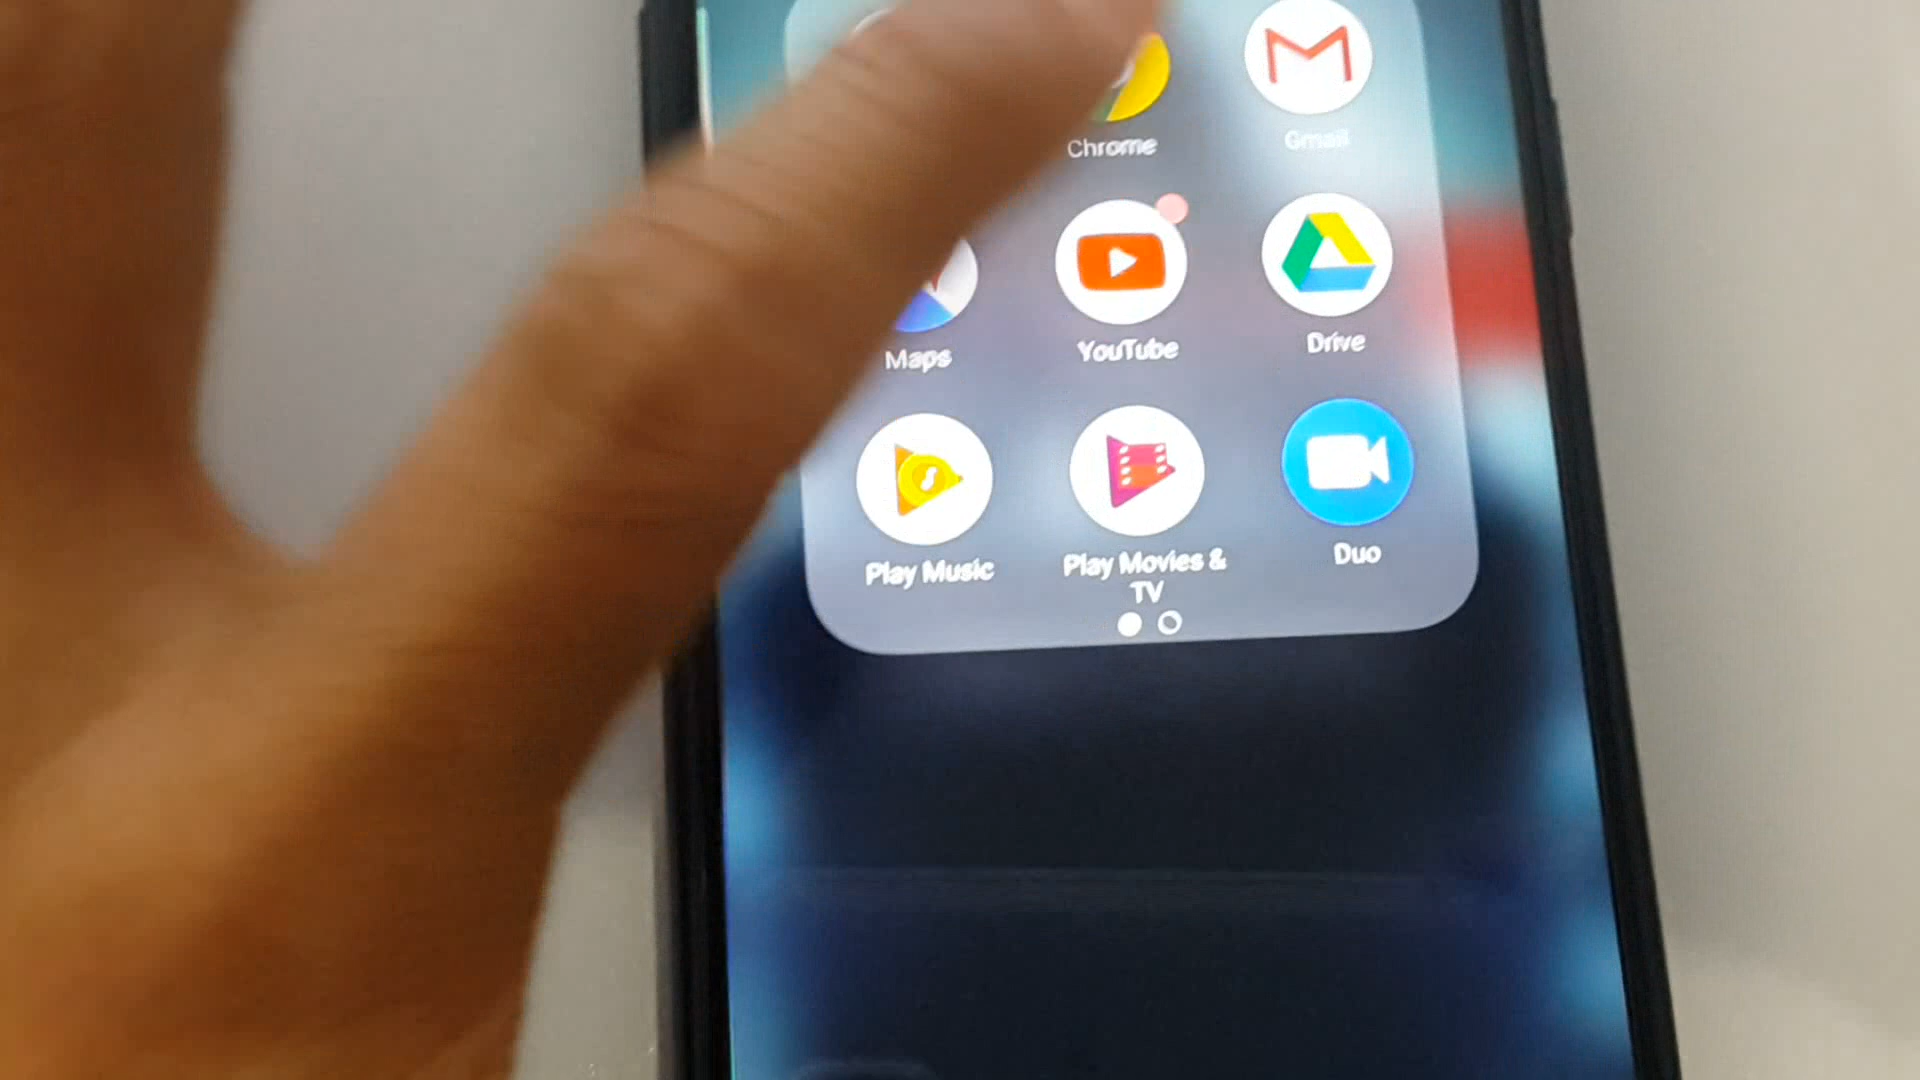 Chrome
Gmail
Maps
YouTube
Drive
Play Music
Play Movies &
TV
Duo